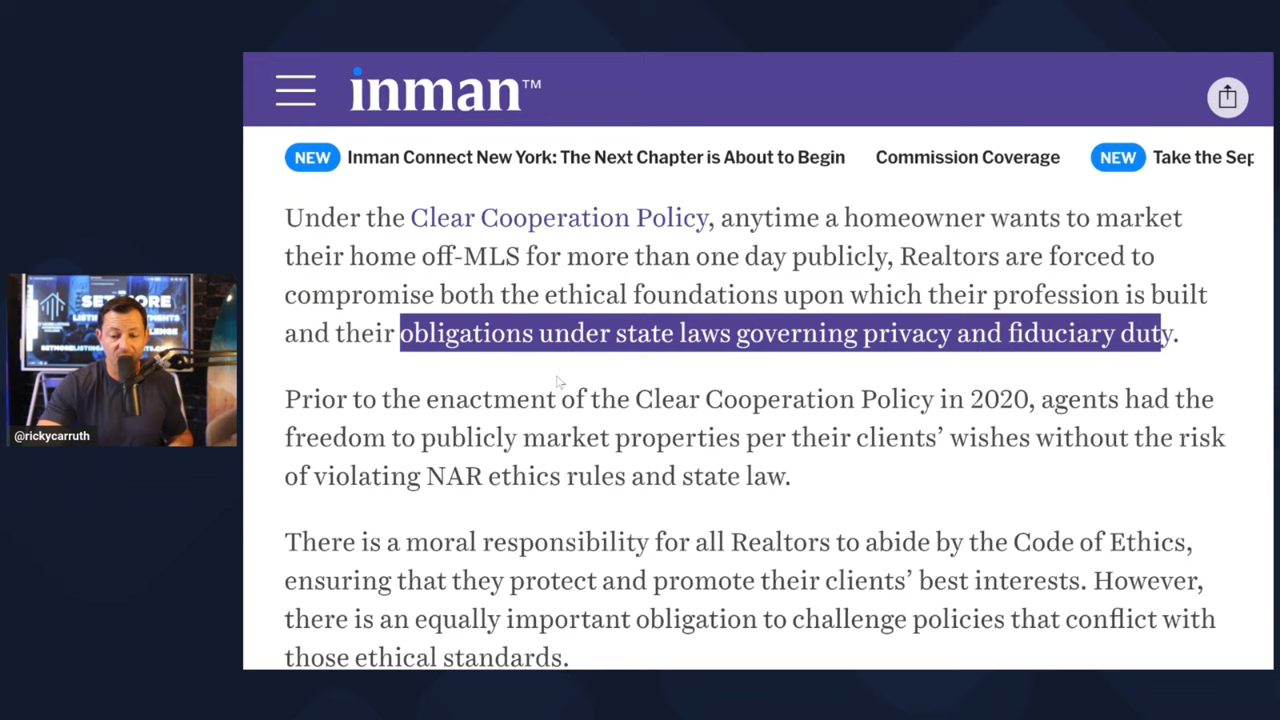 inman™
NEW Inman Connect New York: The Next Chapter is About to Begin Commission Coverage NEW Take the Sep
Under the Clear Cooperation Policy, anytime a homeowner wants to market
their home off-MLS for more than one day publicly, Realtors are forced to
compromise both the ethical foundations upon which their profession is built
and their obligations under state laws governing privacy and fiduciary duty.
Prior to the enactment of the Clear Cooperation Policy in 2020, agents had the
freedom to publicly market properties per their clients’ wishes without the risk
of violating NAR ethics rules and state law.
There is a moral responsibility for all Realtors to abide by the Code of Ethics,
ensuring that they protect and promote their clients’ best interests. However,
there is an equally important obligation to challenge policies that conflict with
those ethical standards.
@rickycarruth